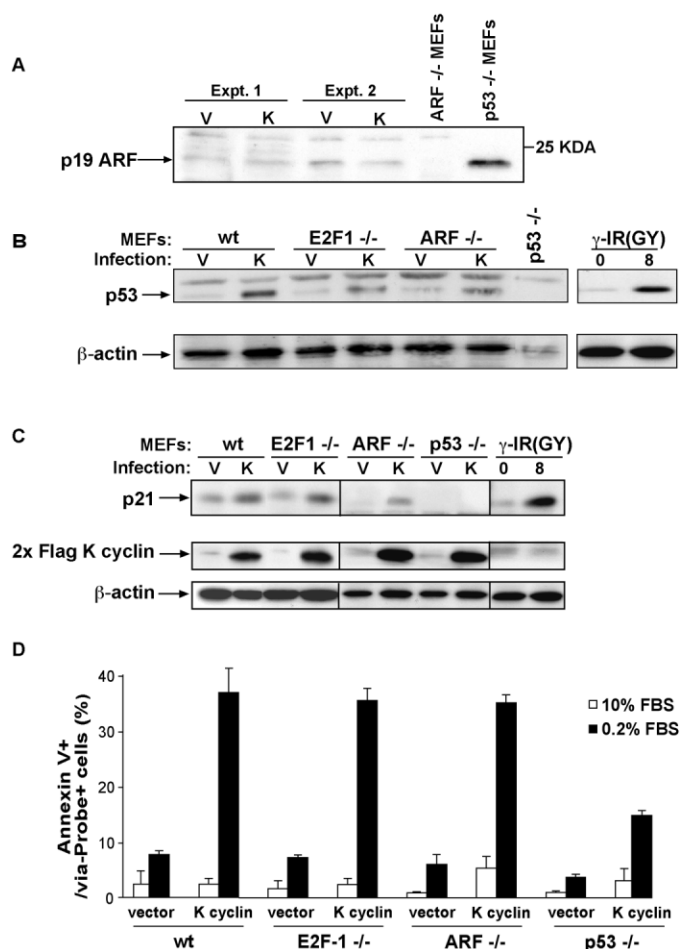 A
Expt. 1
Expt. 2
ARF -/- MEFs
p53 -/- MEFs
V K V K
p19 ARF
25 KDA
B
MEFs: wt E2F1 -/- ARF -/- p53 -/- γ-IR(GY)
Infection: V K V K V K 0 8
p53
β-actin
C
MEFs: wt E2F1 -/- ARF -/- p53 -/- γ-IR(GY)
Infection: V K V K V K V K 0 8
p21
2x Flag K cyclin
β-actin
D
Annexin V+
/via-Probe+ cells (%)
40
30
20
10
0
10% FBS
0.2% FBS
vector K cyclin vector K cyclin vector K cyclin vector K cyclin
wt E2F-1 -/- ARF -/- p53 -/-